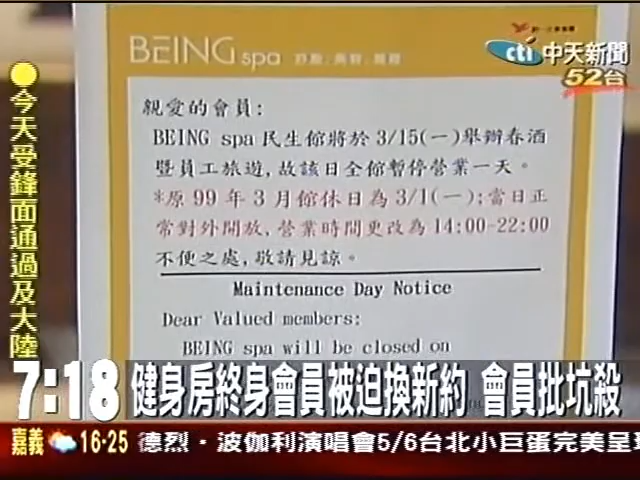 BEING spa
cti 中天新聞
52台
親愛的會員:
BEING spa 民生館將於 3/15(一)舉辦春酒
暨員工旅遊,故該日全館暫停營業一天。
*原 99 年 3 月館休日為 3/1(一);當日正
常對外開放,營業時間更改為 14:00-22:00
不便之處,敬請見諒。
Maintenance Day Notice
Dear Valued members:
BEING spa will be closed on
今天受鋒面通過及大陸
7:18 健身房終身會員被迫換新約 會員批坑殺
嘉義 16-25 德烈·波伽利演唱會5/6台北小巨蛋完美呈現